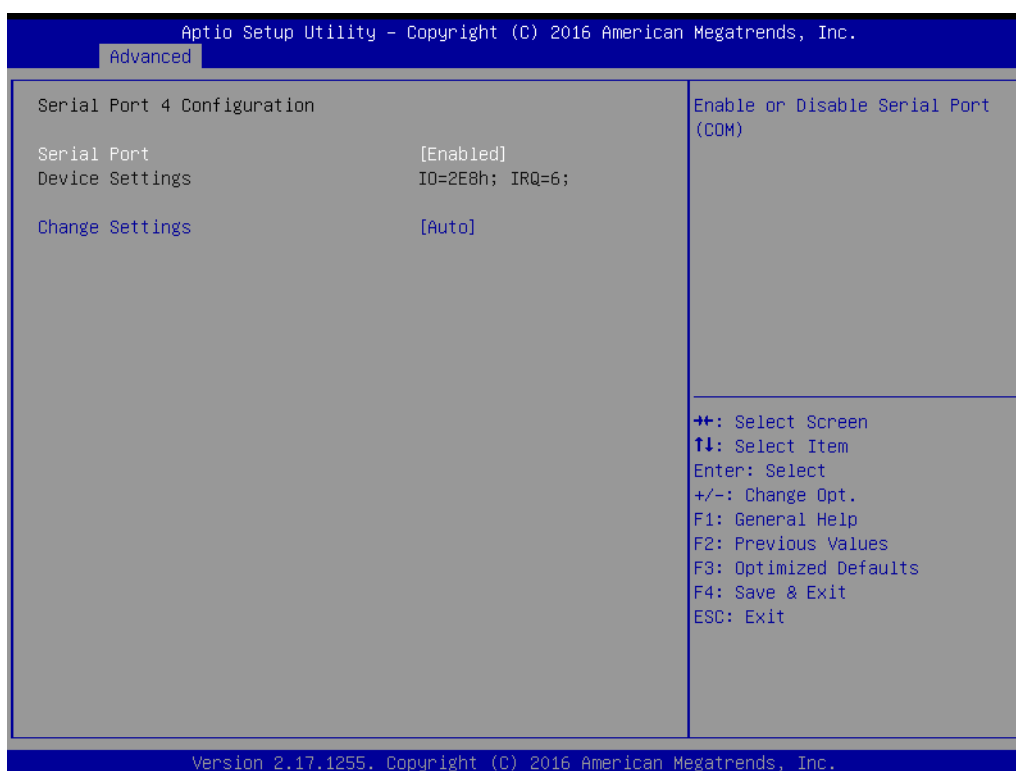 Aptio Setup Utility – Copyright (C) 2016 American Megatrends, Inc.
Advanced
Serial Port 4 Configuration
Serial Port [Enabled]
Device Settings IO=2E8h; IRQ=6;
Change Settings [Auto]
Enable or Disable Serial Port
(COM)
→←: Select Screen
↑↓: Select Item
Enter: Select
+/-: Change Opt.
F1: General Help
F2: Previous Values
F3: Optimized Defaults
F4: Save & Exit
ESC: Exit
Version 2.17.1255. Copyright (C) 2016 American Megatrends, Inc.